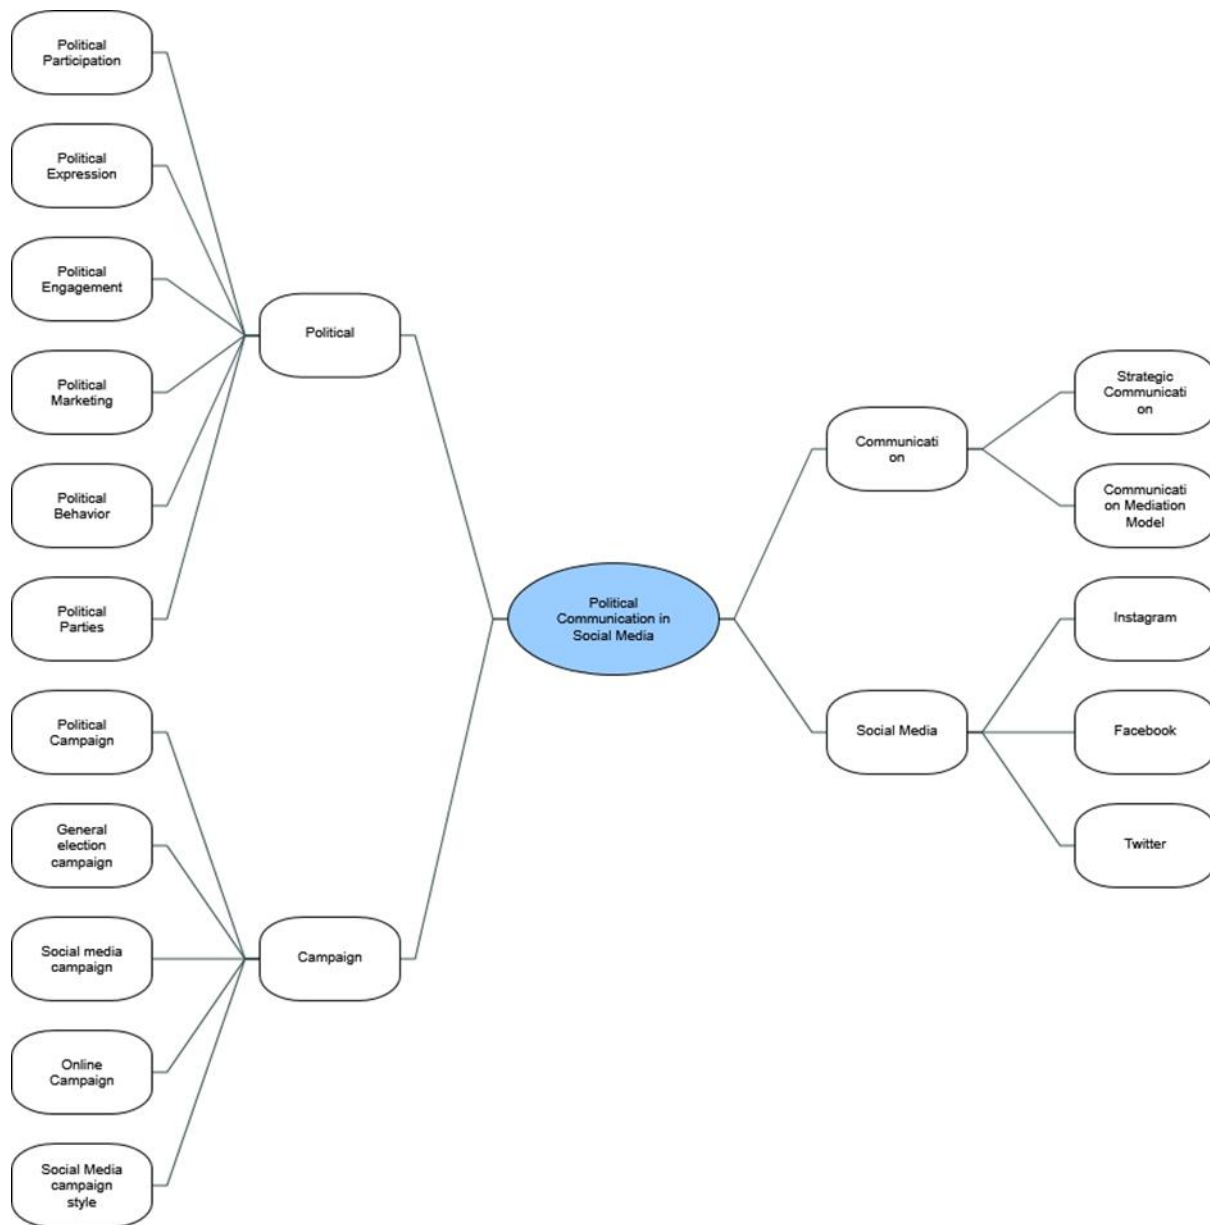 Political
Participation
Political
Expression
Political
Engagement
Political
Marketing
Political
Behavior
Political
Parties
Political
Campaign
General
election
campaign
Social media
campaign
Online
Campaign
Social Media
campaign
style
Political
Campaign
Political
Communication in
Social Media
Communicati
on
Social Media
Strategic
Communicati
on
Communicati
on Mediation
Model
Instagram
Facebook
Twitter